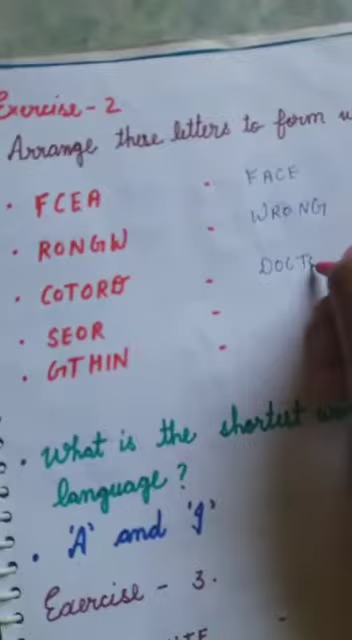 Exercise - 2
Arrange these letters to form
· FCEA - FACE
· RONGW - WRONG
· COTORD - DOCT
· SEOR -
· GTHIN -
· What is the shortest
language?
· 'A' and 'I'
Exercise - 3.